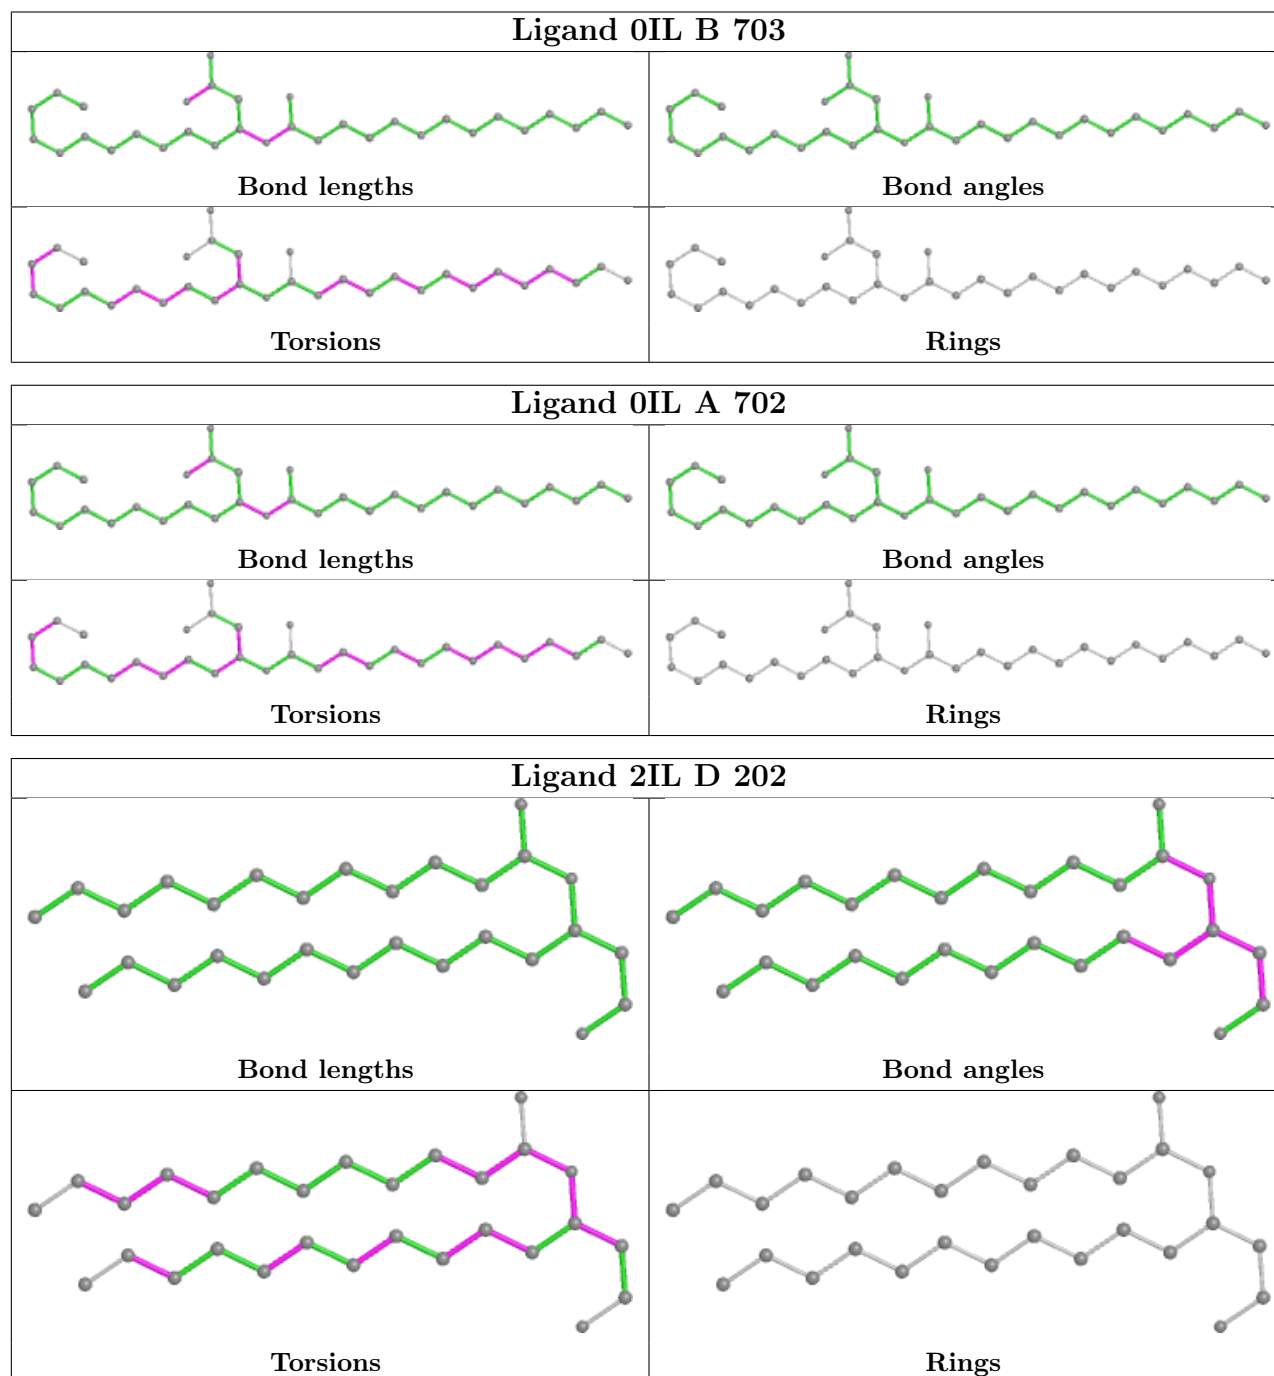 Ligand 0IL B 703
Bond lengths
Bond angles
Torsions
Rings
Ligand 0IL A 702
Bond lengths
Bond angles
Torsions
Rings
Ligand 2IL D 202
Bond lengths
Bond angles
Torsions
Rings